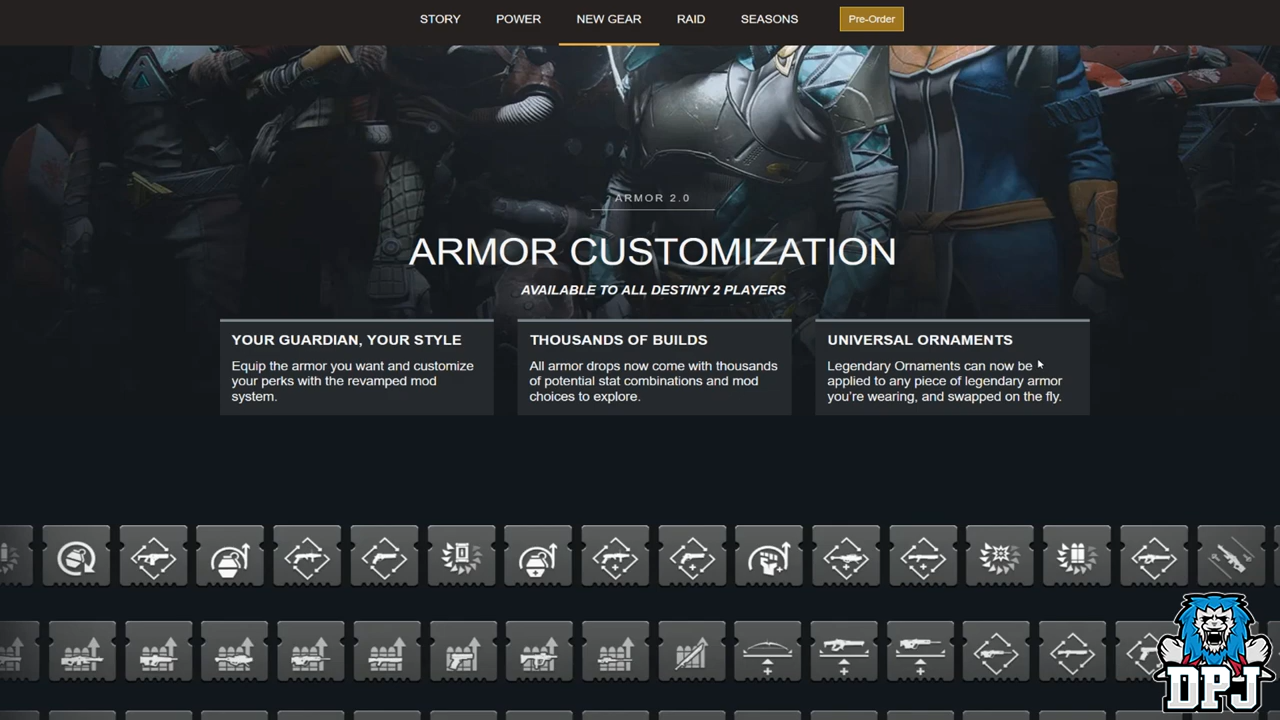 STORY POWER NEW GEAR RAID SEASONS Pre-Order
ARMOR 2.0
ARMOR CUSTOMIZATION
AVAILABLE TO ALL DESTINY 2 PLAYERS
YOUR GUARDIAN, YOUR STYLE
Equip the armor you want and customize
your perks with the revamped mod
system.
THOUSANDS OF BUILDS
All armor drops now come with thousands
of potential stat combinations and mod
choices to explore.
UNIVERSAL ORNAMENTS
Legendary Ornaments can now be
applied to any piece of legendary armor
you're wearing, and swapped on the fly.
DPJ